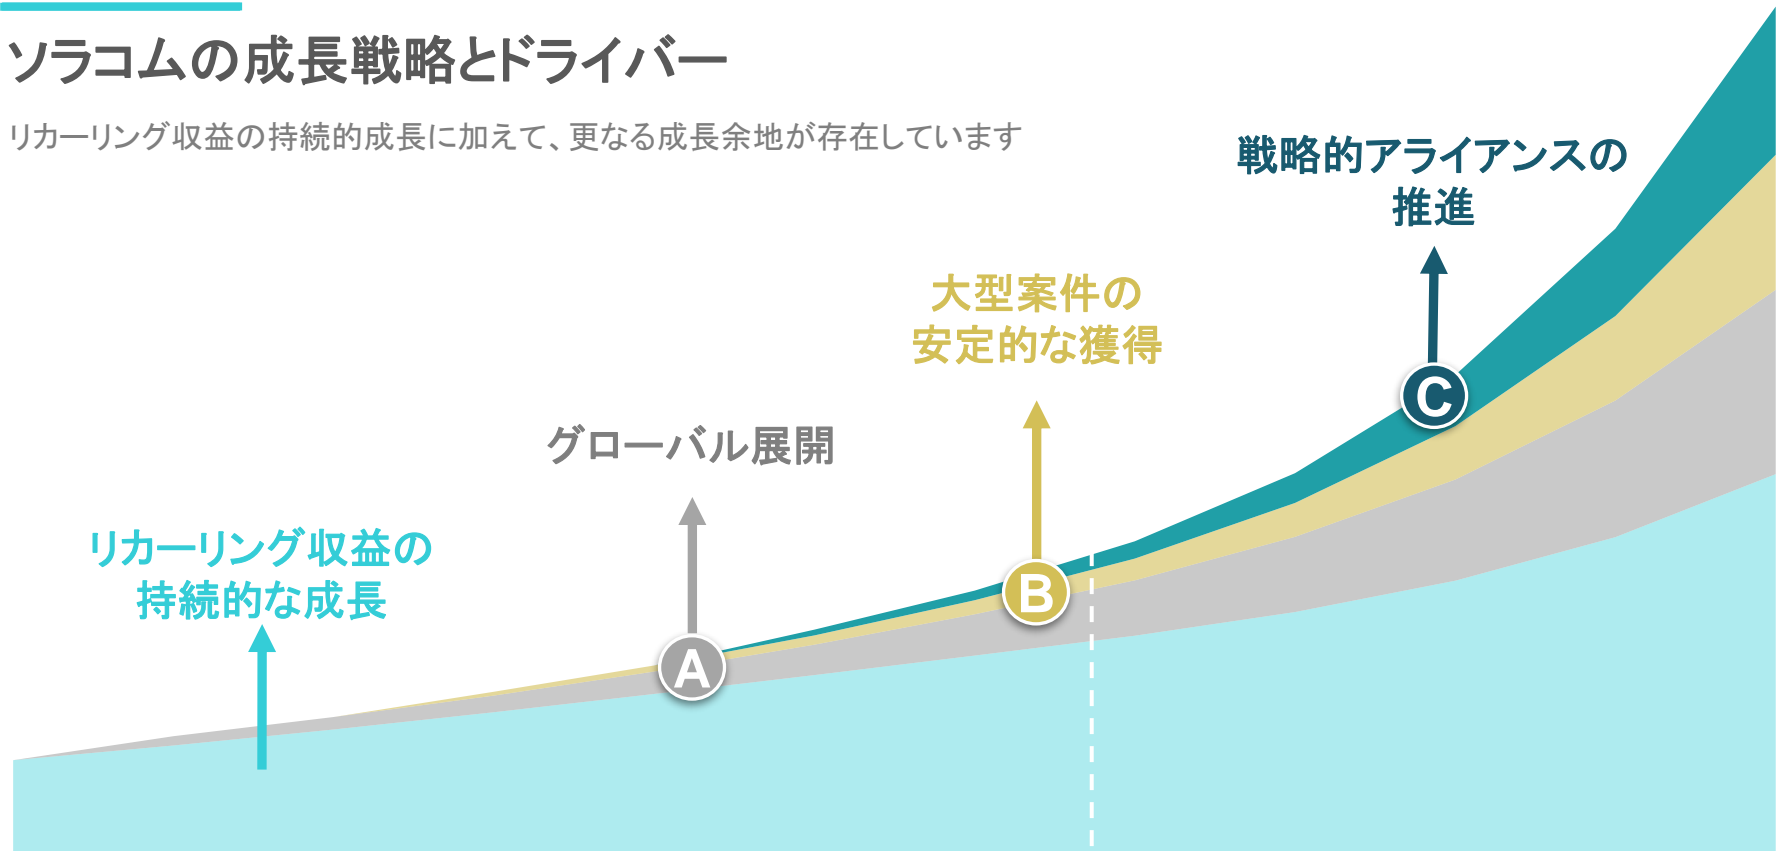 ソラコムの成長戦略とドライバー
リカーリング収益の持続的成長に加えて、更なる成長余地が存在しています
戦略的アライアンスの
推進
大型案件の
安定的な獲得
グローバル展開
リカーリング収益の
持続的な成長
A
B
C